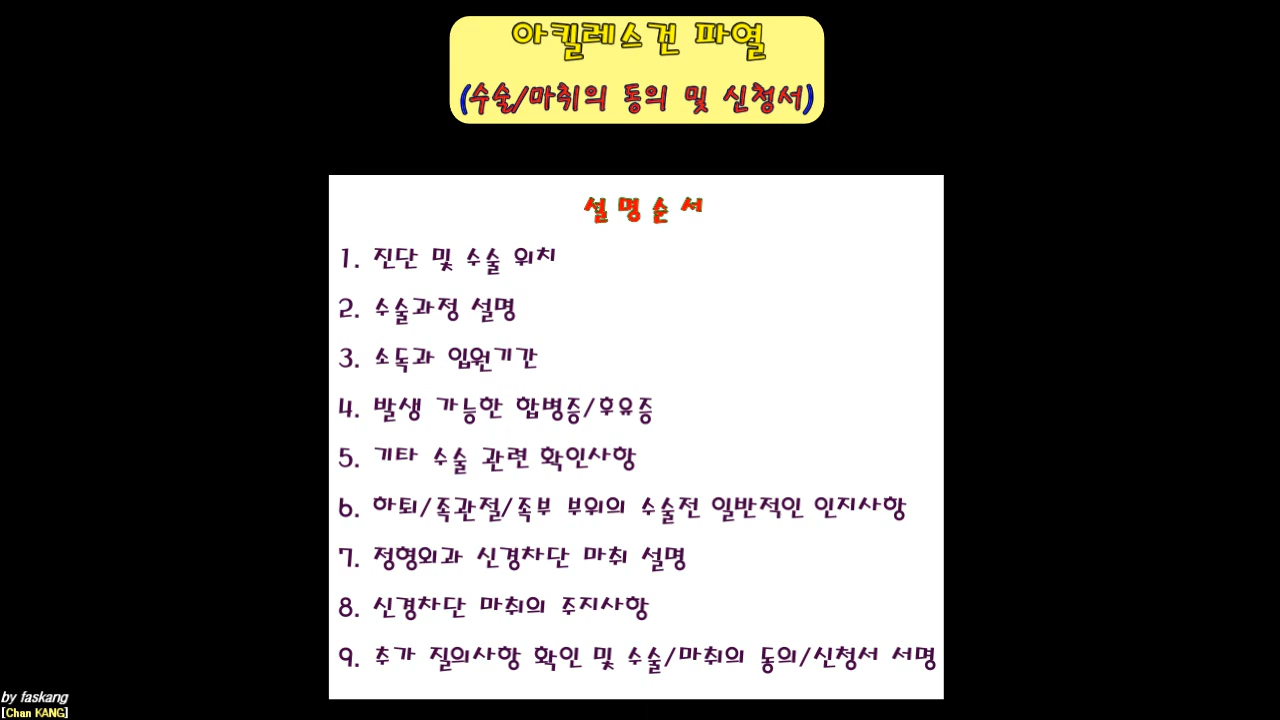 아킬레스건 파열
(수술/마취의 동의 및 신청서)
설명순서
1. 진단 및 수술 위치
2. 수술과정 설명
3. 소독과 입원기간
4. 발생 가능한 합병증/후유증
5. 기타 수술 관련 확인사항
6. 하퇴/족관절/족부 부위의 수술전 일반적인 인지사항
7. 정형외과 신경차단 마취 설명
8. 신경차단 마취의 주지사항
9. 추가 질의사항 확인 및 수술/마취의 동의/신청서 서명
by faskang
[Chan KANG]